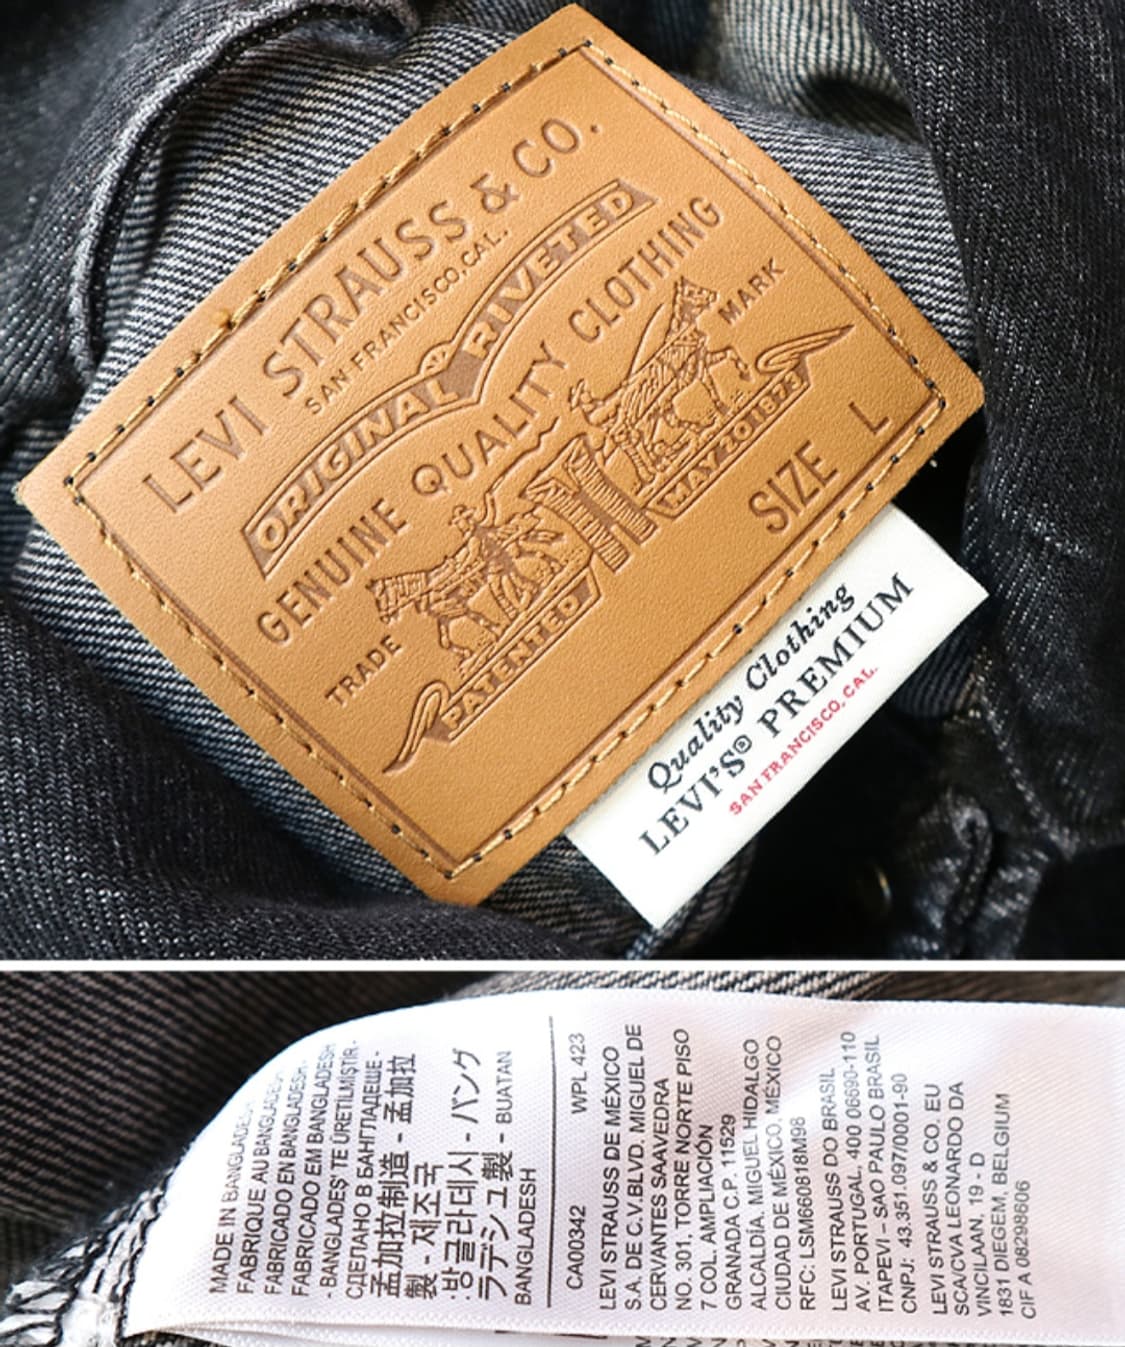 LEVI STRAUSS & CO.
SAN FRANCISCO, CAL.
ORIGINAL RIVETED
GENUINE QUALITY CLOTHING
TRADE MARK
PATENTED MAY 20 1873
SIZE L
Quality Clothing
LEVI'S® PREMIUM
SAN FRANCISCO, CAL.
MADE IN BANGLADESH-
FABRIQUE AU BANGLADESH-
FABRICADO EN BANGLADESH-
FABRICADO EM BANGLADESH
- BANGLADEŞ'TE ÜRETİLMİŞTİR-
СДЕЛАНО В БАНГЛАДЕШЕ-
孟加拉制造 - 孟加拉
製 - 제조국
:방글라데시 - バング
ラデシュ製 - BUATAN
BANGLADESH
CA00342 WPL 423
LEVI STRAUSS DE MÉXICO
S.A. DE C.V.BLVD. MIGUEL DE
CERVANTES SAAVEDRA
NO. 301, TORRE NORTE PISO
7 COL. AMPLIACIÓN
GRANADA C.P. 11529
ALCALDÍA, MIGUEL HIDALGO
CIUDAD DE MÉXICO, MÉXICO
RFC: LSM660818M98
LEVI STRAUSS DO BRASIL
AV. PORTUGAL, 400 06690-110
ITAPEVI – SAO PAULO BRASIL
CNPJ: 43.351.097/0001-90
LEVI STRAUSS & CO. EU
SCA/CVA LEONARDO DA
VINCILAAN, 19 - D
1831 DIEGEM, BELGIUM
CIF A 08298606